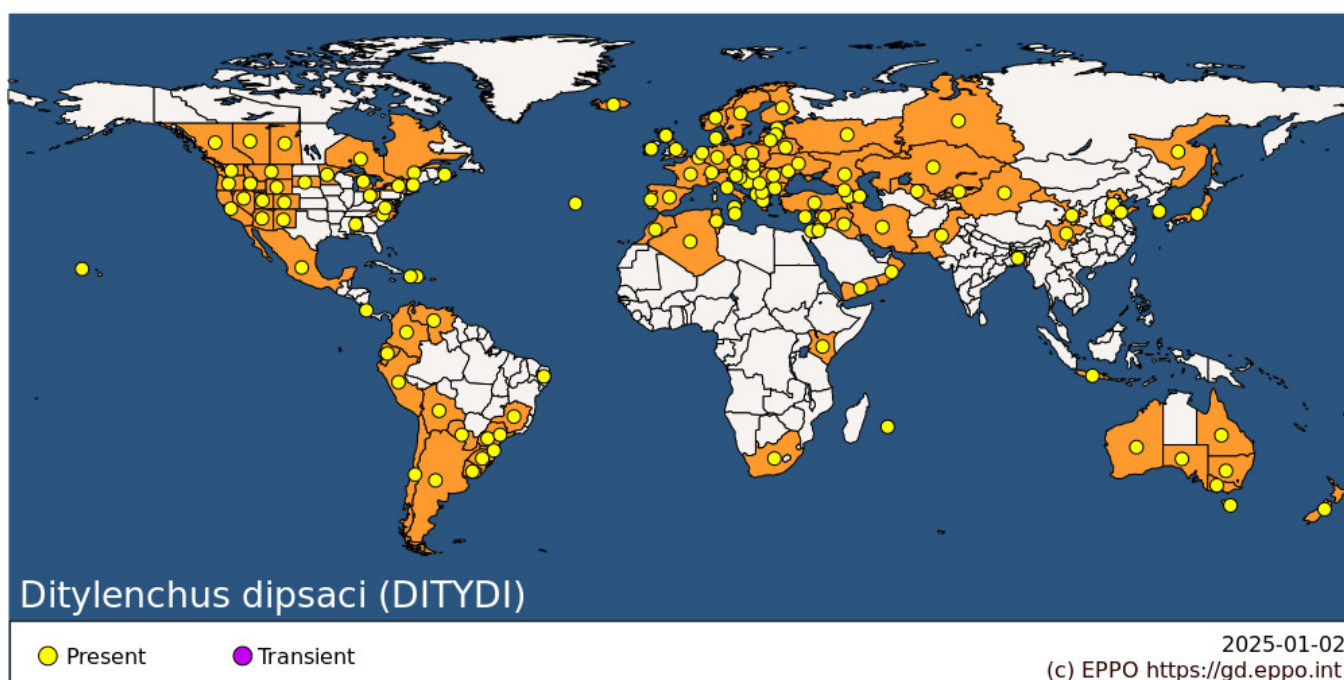 Ditylenchus dipsaci (DITYDI)
Present
Transient
2025-01-02
(c) EPPO https://gd.eppo.int